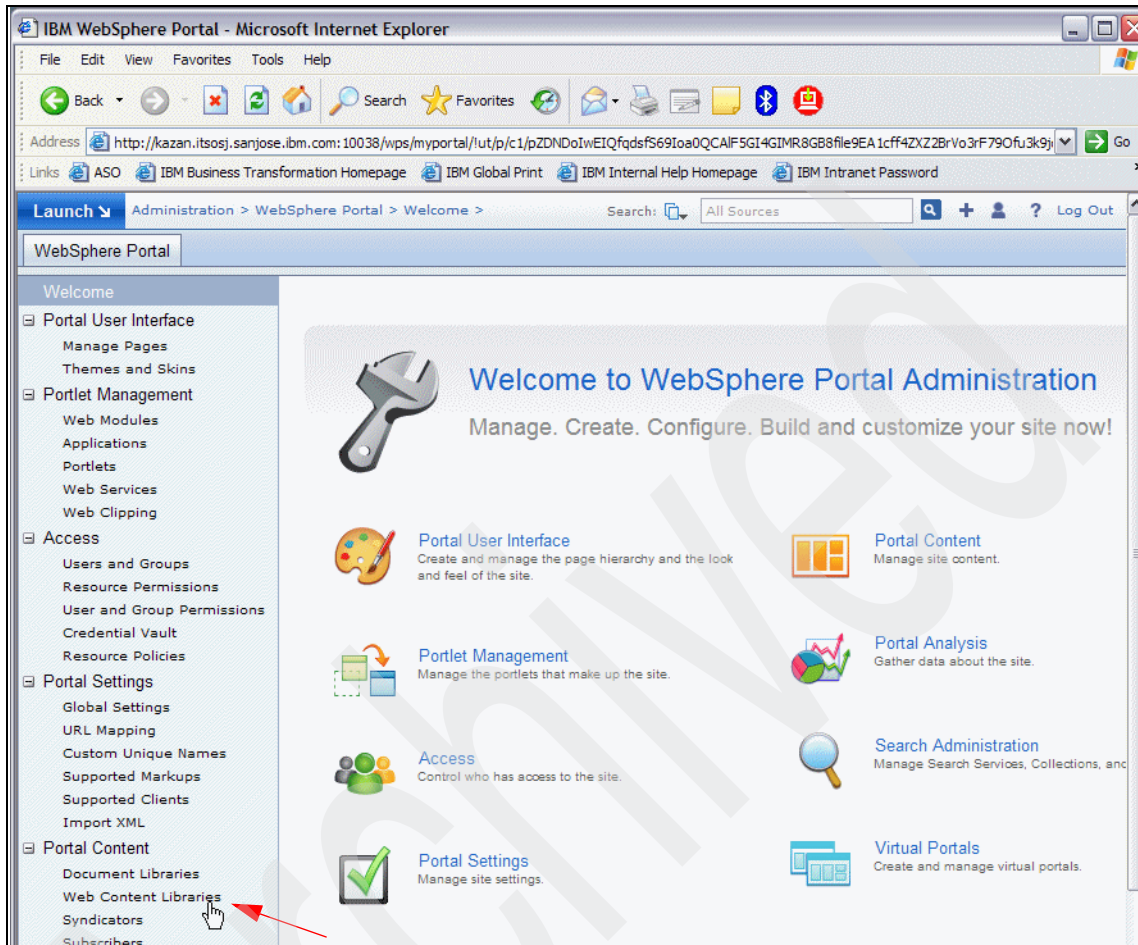 IBM WebSphere Portal - Microsoft Internet Explorer
File Edit View Favorites Tools Help
Back Search Favorites
Address http://kazan.itsosj.sanjose.ibm.com:10038/wps/myportal/!ut/p/c1/
Go
Links ASO IBM Business Transformation Homepage IBM Global Print IBM Internal Help Homepage IBM Intranet Password
Launch Administration > WebSphere Portal > Welcome > Search: All Sources ? Log Out
WebSphere Portal
Welcome
Portal User Interface
Manage Pages
Themes and Skins
Portlet Management
Web Modules
Applications
Portlets
Web Services
Web Clipping
Access
Users and Groups
Resource Permissions
User and Group Permissions
Credential Vault
Resource Policies
Portal Settings
Global Settings
URL Mapping
Custom Unique Names
Supported Markups
Supported Clients
Import XML
Portal Content
Document Libraries
Web Content Libraries
Syndicators
Subscribers
Welcome to WebSphere Portal Administration
Manage. Create. Configure. Build and customize your site now!
Portal User Interface
Create and manage the page hierarchy and the look
and feel of the site.
Portal Content
Manage site content.
Portlet Management
Manage the portlets that make up the site.
Portal Analysis
Gather data about the site.
Access
Control who has access to the site.
Search Administration
Manage Search Services, Collections, and
Portal Settings
Manage site settings.
Virtual Portals
Create and manage virtual portals.